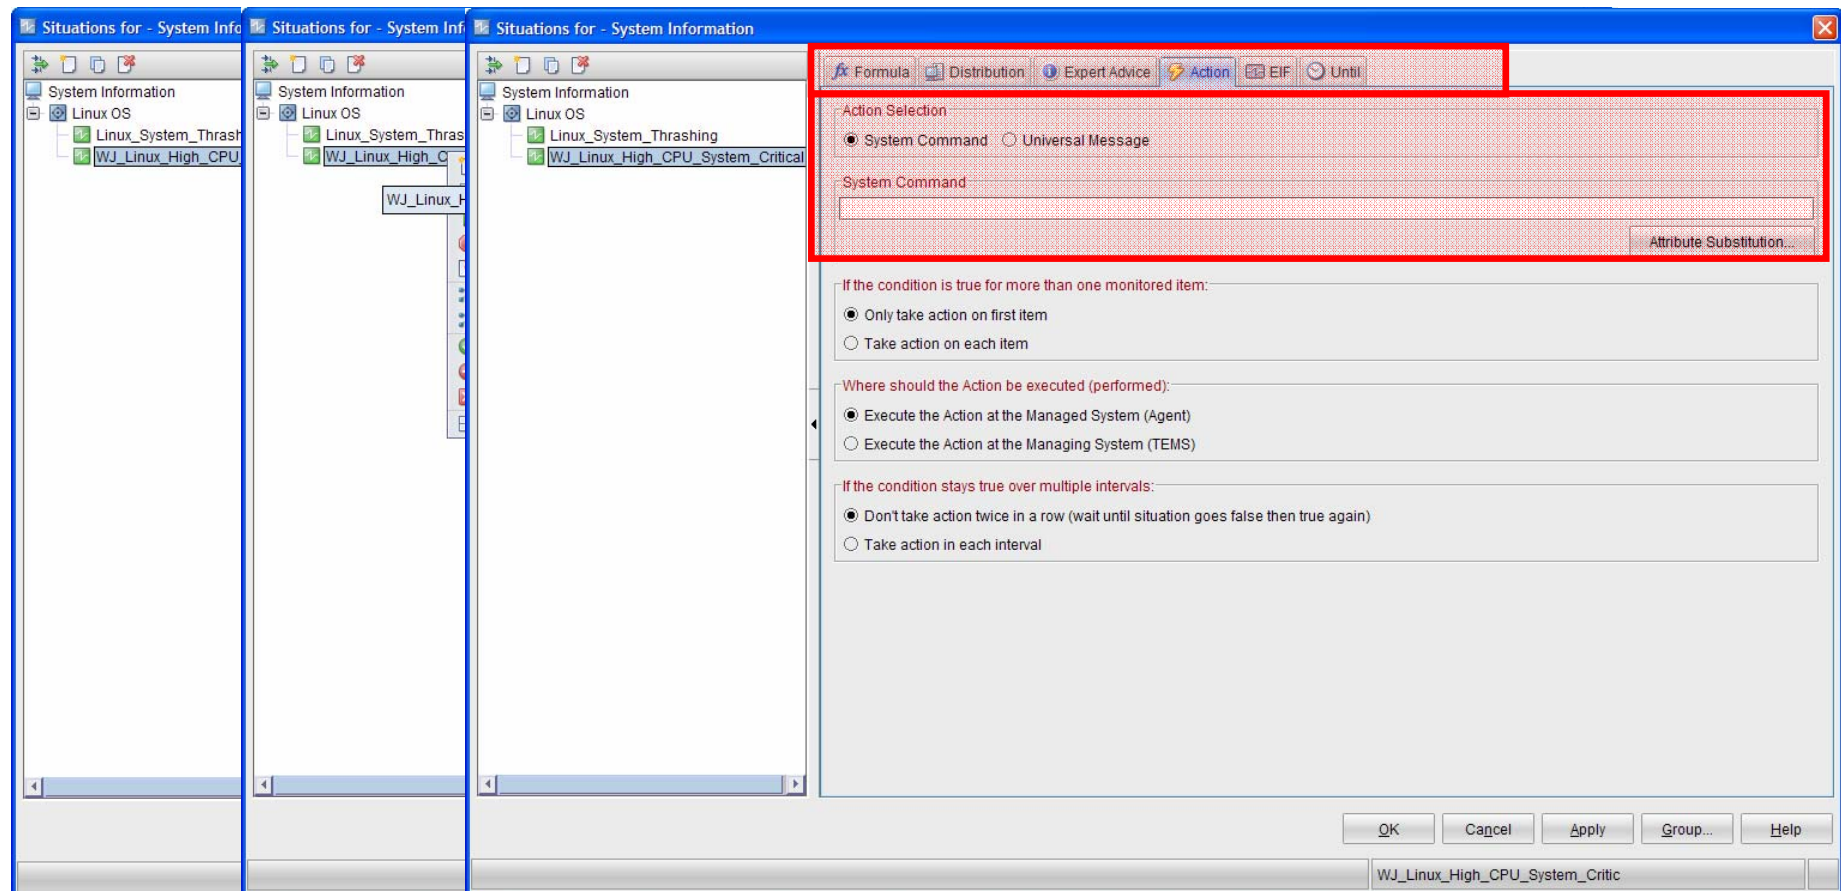 Situations for - System Info
System Information
Linux OS
Linux_System_Thrash
WJ_Linux_High_CPU_
Situations for - System Inf
System Information
Linux OS
Linux_System_Thras
WJ_Linux_High_C
WJ_Linux_H
Situations for - System Information
System Information
Linux OS
Linux_System_Thrashing
WJ_Linux_High_CPU_System_Critical
fx Formula Distribution Expert Advice Action EIF Until
Action Selection
System Command Universal Message
System Command
Attribute Substitution...
If the condition is true for more than one monitored item:
Only take action on first item
Take action on each item
Where should the Action be executed (performed):
Execute the Action at the Managed System (Agent)
Execute the Action at the Managing System (TEMS)
If the condition stays true over multiple intervals:
Don't take action twice in a row (wait until situation goes false then true again)
Take action in each interval
OK Cancel Apply Group... Help
WJ_Linux_High_CPU_System_Critic